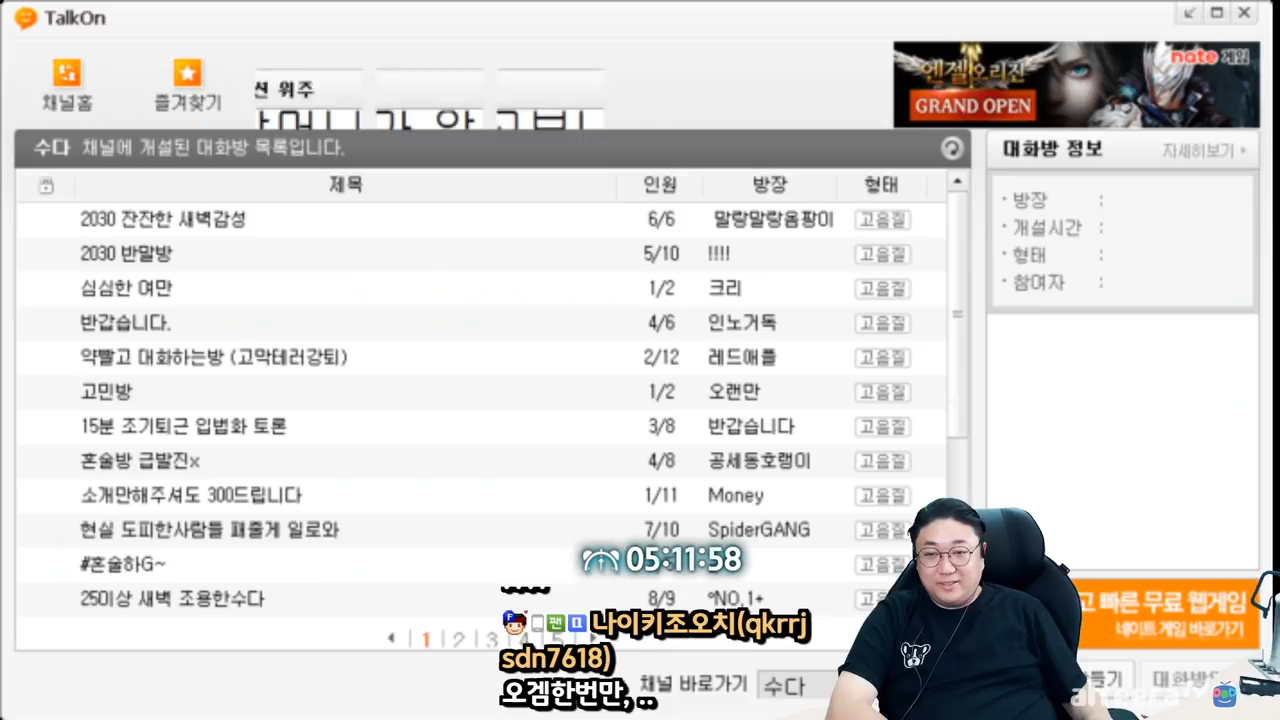 TalkOn
채널홈
즐겨찾기
션 위주
엔젤오리진
GRAND OPEN
nate 게임
수다 채널에 개설된 대화방 목록입니다.
대화방 정보 자세히보기
제목 인원 방장 형태
2030 잔잔한 새벽감성 6/6 말랑말랑옴팡이 고음질
2030 반말방 5/10 !!!! 고음질
심심한 여만 1/2 크리 고음질
반갑습니다. 4/6 인노거독 고음질
약빨고 대화하는방 (고막테러강퇴) 2/12 레드애플 고음질
고민방 1/2 오랜만 고음질
15분 조기퇴근 입법화 토론 3/8 반갑습니다 고음질
혼술방 급발진x 4/8 공세동호랭이 고음질
소개만해주셔도 300드립니다 1/11 Money 고음질
현실 도피한사람들 패줄게 일로와 7/10 SpiderGANG 고음질
#혼술하G~
25이상 새벽 조용한수다 8/9 °NO,1+
· 방장 :
· 개설시간 :
· 형태 :
· 참여자 :
05:11:58
1 2 3
나이키조오치(qkrrj
sdn7618)
오겜한번만, ..
채널 바로가기 수다
고 빠른 무료 웹게임
네이트 게임 바로가기